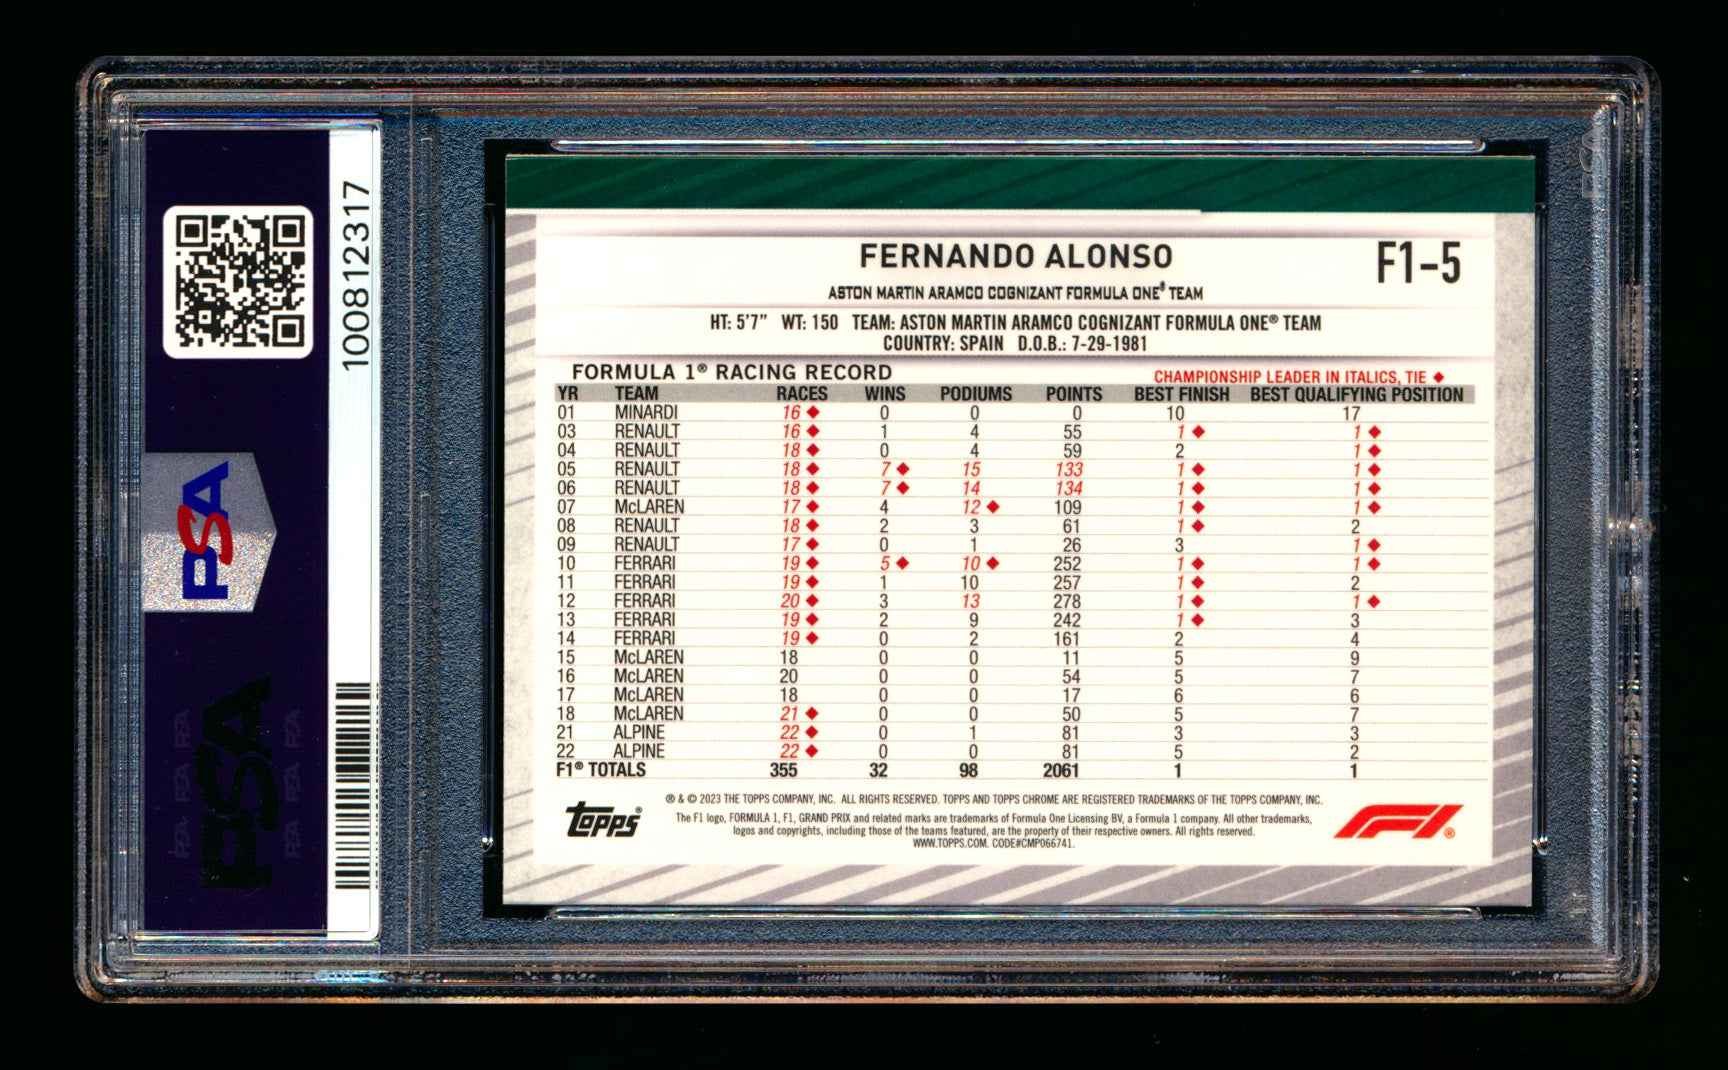 100812317
PSA
PSA
FERNANDO ALONSO
F1-5
ASTON MARTIN ARAMCO COGNIZANT FORMULA ONE® TEAM
HT: 5'7" WT: 150 TEAM: ASTON MARTIN ARAMCO COGNIZANT FORMULA ONE® TEAM
COUNTRY: SPAIN D.O.B.: 7-29-1981
FORMULA 1® RACING RECORD
CHAMPIONSHIP LEADER IN ITALICS, TIE ♦
YR TEAM RACES WINS PODIUMS POINTS BEST FINISH BEST QUALIFYING POSITION
01 MINARDI 16 ♦ 0 0 0 10 17
03 RENAULT 16 ♦ 1 4 55 1 ♦ 1 ♦
04 RENAULT 18 ♦ 0 4 59 2 1 ♦
05 RENAULT 18 ♦ 7 ♦ 15 133 1 ♦ 1 ♦
06 RENAULT 18 ♦ 7 ♦ 14 134 1 ♦ 1 ♦
07 McLAREN 17 ♦ 4 12 ♦ 109 1 ♦ 1 ♦
08 RENAULT 18 ♦ 2 3 61 1 ♦ 2
09 RENAULT 17 ♦ 0 1 26 3 1 ♦
10 FERRARI 19 ♦ 5 ♦ 10 ♦ 252 1 ♦ 1 ♦
11 FERRARI 19 ♦ 1 10 257 1 ♦ 2
12 FERRARI 20 ♦ 3 13 278 1 ♦ 1 ♦
13 FERRARI 19 ♦ 2 9 242 1 ♦ 3
14 FERRARI 19 ♦ 0 2 161 2 4
15 McLAREN 18 0 0 11 5 9
16 McLAREN 20 0 0 54 5 7
17 McLAREN 18 0 0 17 6 6
18 McLAREN 21 ♦ 0 0 50 5 7
21 ALPINE 22 ♦ 0 1 81 3 3
22 ALPINE 22 ♦ 0 0 81 5 2
F1® TOTALS 355 32 98 2061 1 1
Topps®
® & © 2023 THE TOPPS COMPANY, INC. ALL RIGHTS RESERVED. TOPPS AND TOPPS CHROME ARE REGISTERED TRADEMARKS OF THE TOPPS COMPANY, INC.
The F1 logo, FORMULA 1, F1, GRAND PRIX and related marks are trademarks of Formula One Licensing BV, a Formula 1 company. All other trademarks,
logos and copyrights, including those of the teams featured, are the property of their respective owners. All rights reserved.
WWW.TOPPS.COM. CODE#CMP066741.
F1®